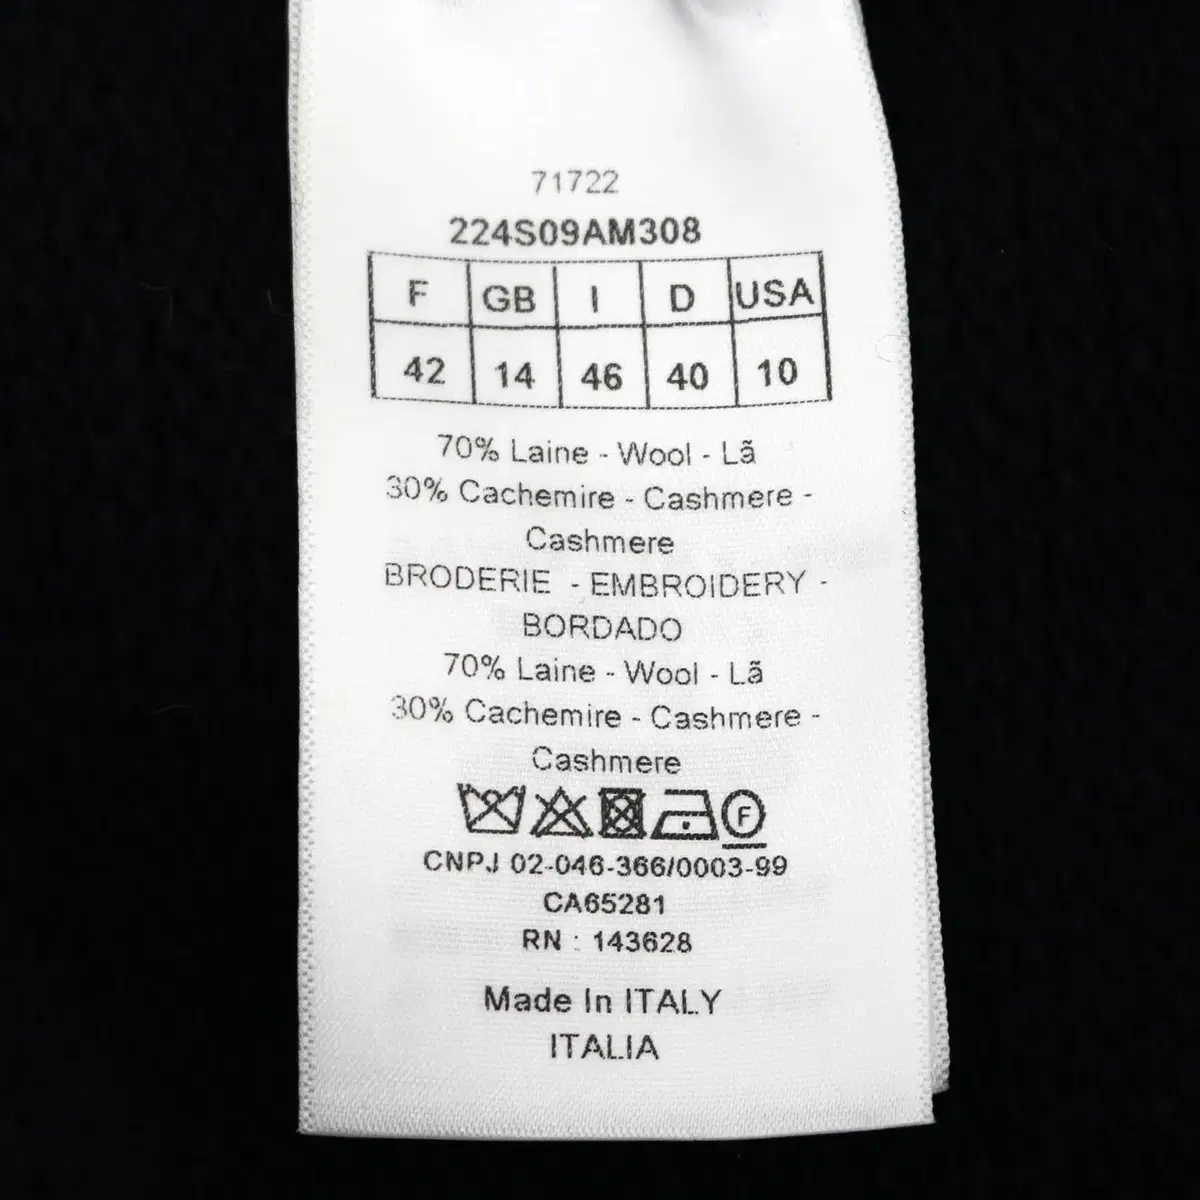 71722
224S09AM308
F GB I D USA
42 14 46 40 10
70% Laine - Wool - Lã
30% Cachemire - Cashmere -
Cashmere
BRODERIE - EMBROIDERY -
BORDADO
70% Laine - Wool - Lã
30% Cachemire - Cashmere -
Cashmere
F
CNPJ 02-046-366/0003-99
CA65281
RN : 143628
Made In ITALY
ITALIA